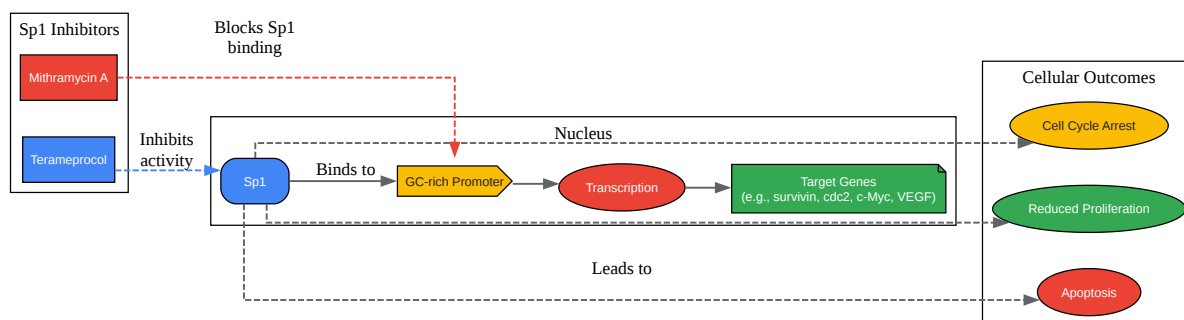 Sp1 Inhibitors
Mithramycin A
Terameprocol
Blocks Sp1
binding
Inhibits
activity
Nucleus
Sp1
Binds to
GC-rich Promoter
Transcription
Target Genes
(e.g., survivin, cdc2, c-Myc, VEGF)
Leads to
Cellular Outcomes
Cell Cycle Arrest
Reduced Proliferation
Apoptosis